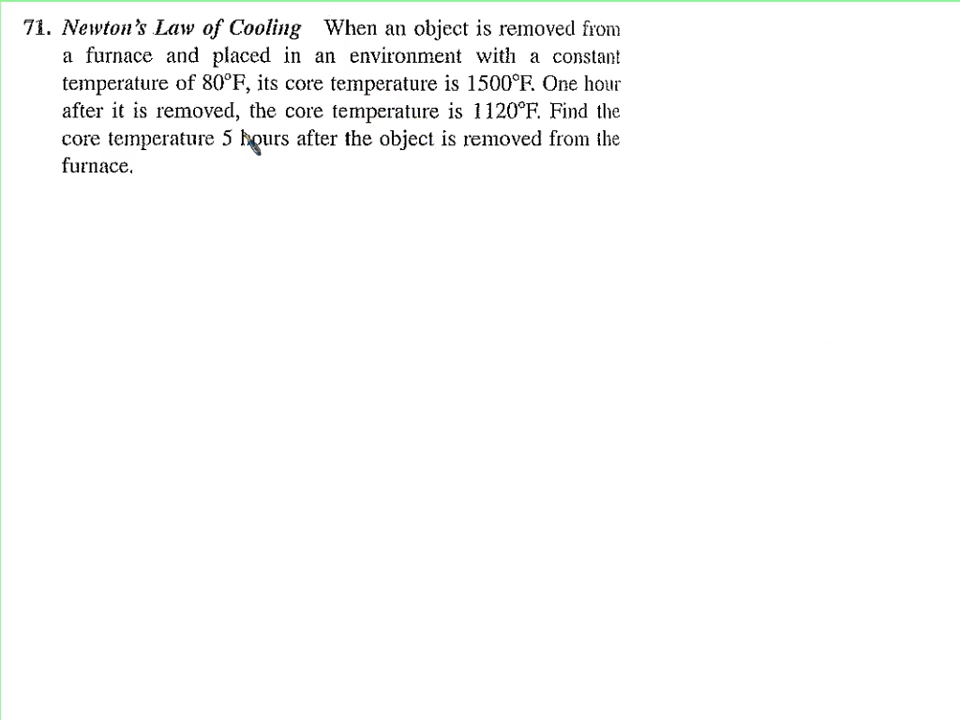 71. Newton's Law of Cooling When an object is removed from
a furnace and placed in an environment with a constant
temperature of 80°F, its core temperature is 1500°F. One hour
after it is removed, the core temperature is 1120°F. Find the
core temperature 5 hours after the object is removed from the
furnace.